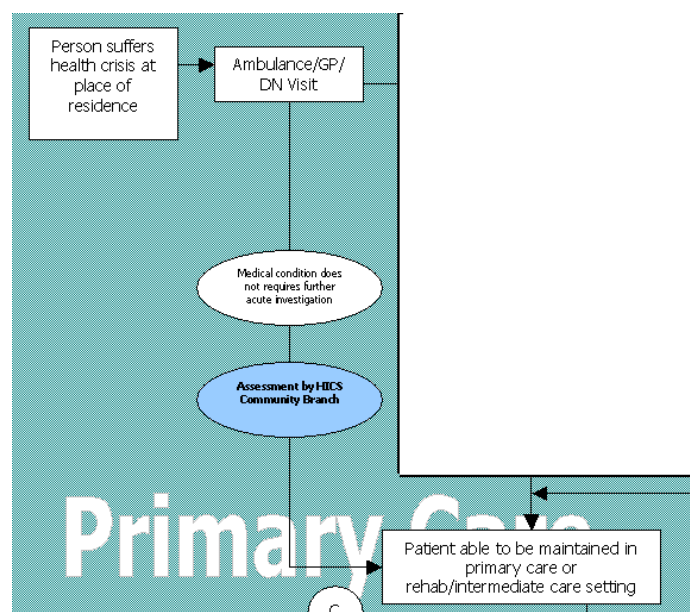 Person suffers
health crisis at
place of
residence
Ambulance/GP/
DN Visit
Medical condition does
not requires further
acute investigation
Assessment by HICS
Community Branch
Primary Care
Patient able to be maintained in
primary care or
rehab/intermediate care setting